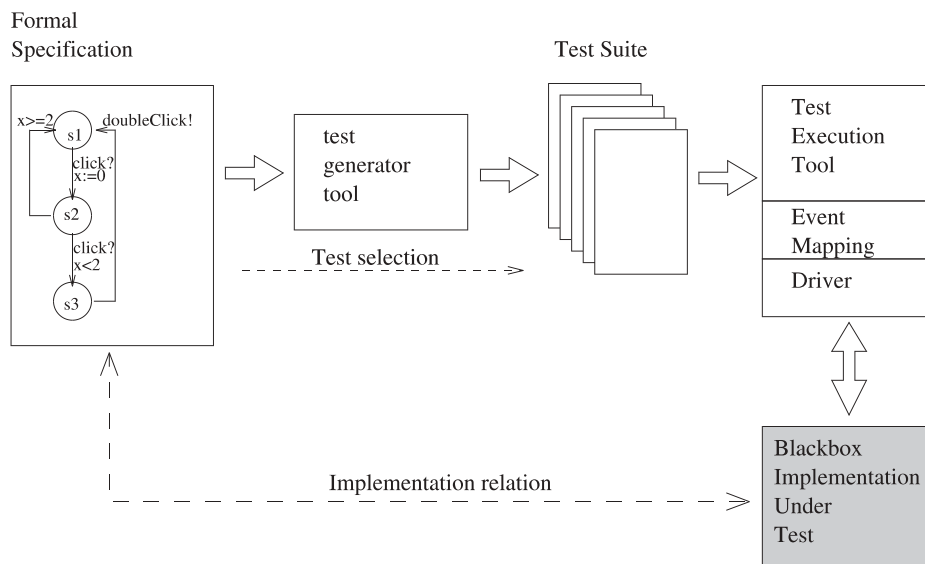 Formal
Specification
x>=2
s1
doubleClick!
click?
x:=0
s2
click?
x<2
s3
test
generator
tool
Test selection
Test Suite
Test
Execution
Tool
Event
Mapping
Driver
Implementation relation
Blackbox
Implementation
Under
Test